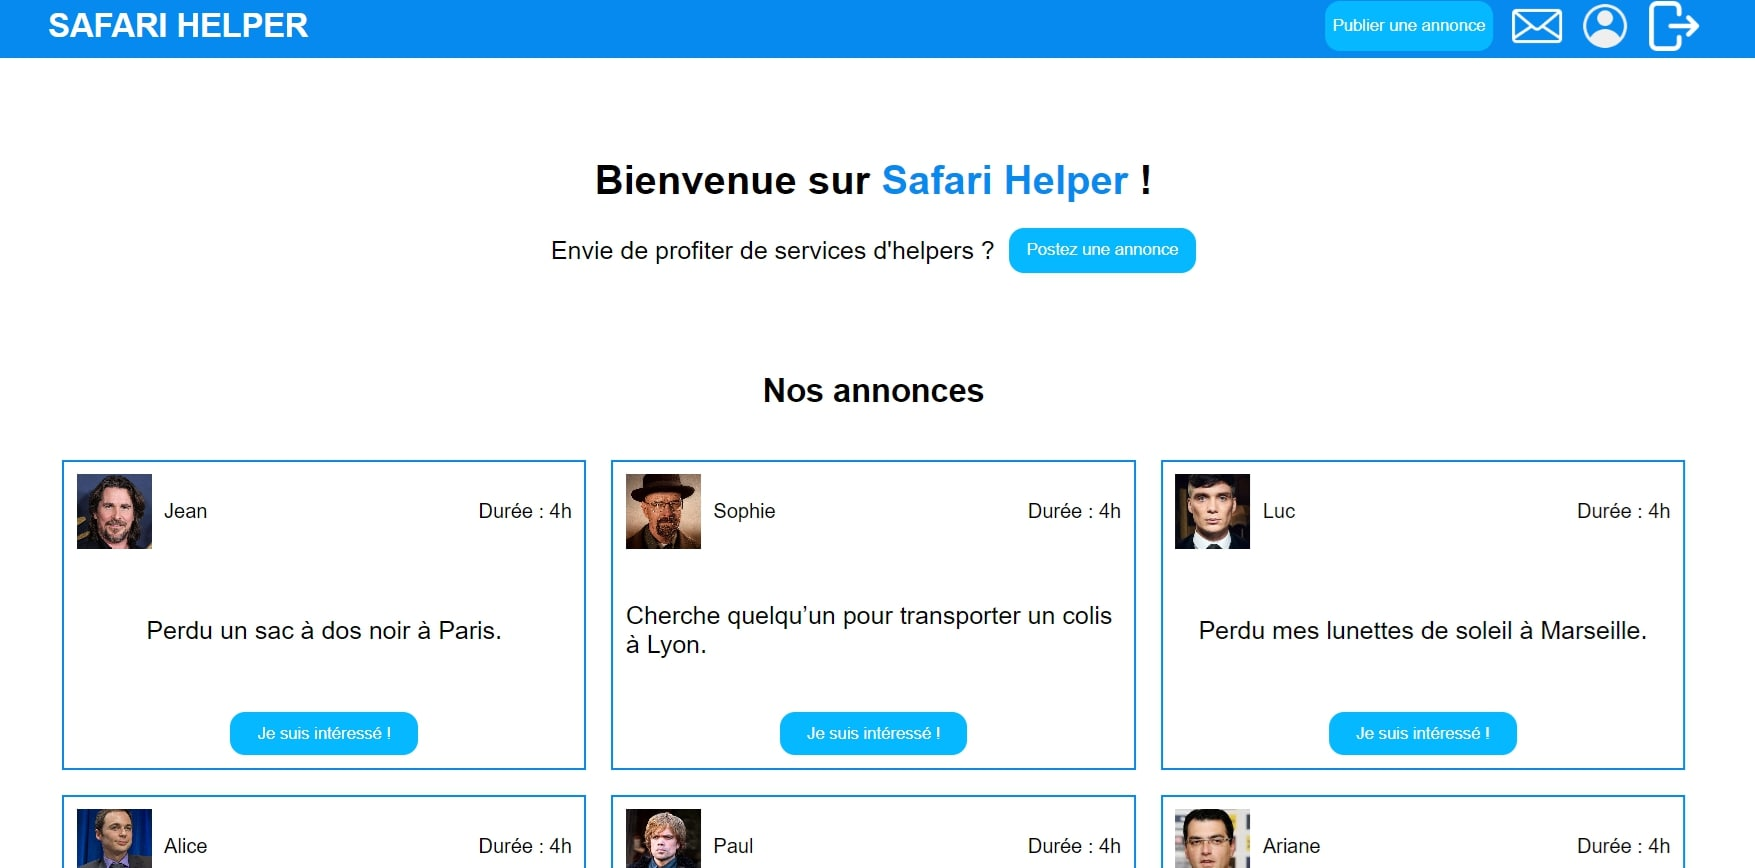 SAFARI HELPER
Publier une annonce
Bienvenue sur Safari Helper !
Envie de profiter de services d'helpers ?
Postez une annonce
Nos annonces
Jean
Durée : 4h
Perdu un sac à dos noir à Paris.
Je suis intéressé !
Sophie
Durée : 4h
Cherche quelqu’un pour transporter un colis
à Lyon.
Je suis intéressé !
Luc
Durée : 4h
Perdu mes lunettes de soleil à Marseille.
Je suis intéressé !
Alice
Durée : 4h
Paul
Durée : 4h
Ariane
Durée : 4h